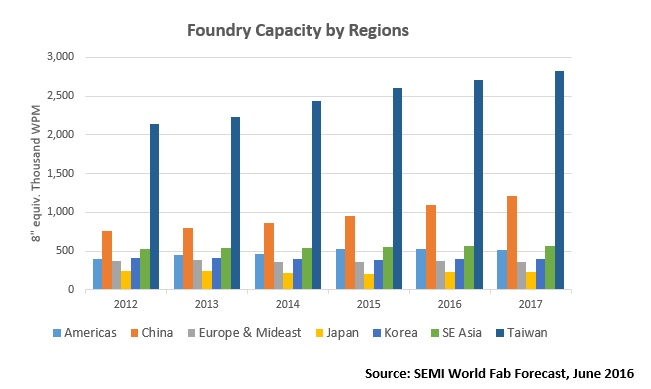 Foundry Capacity by Regions
8" equiv. Thousand WPM
3,000
2,500
2,000
1,500
1,000
500
0
2012 2013 2014 2015 2016 2017
Americas China Europe & Mideast Japan Korea SE Asia Taiwan
Source: SEMI World Fab Forecast, June 2016